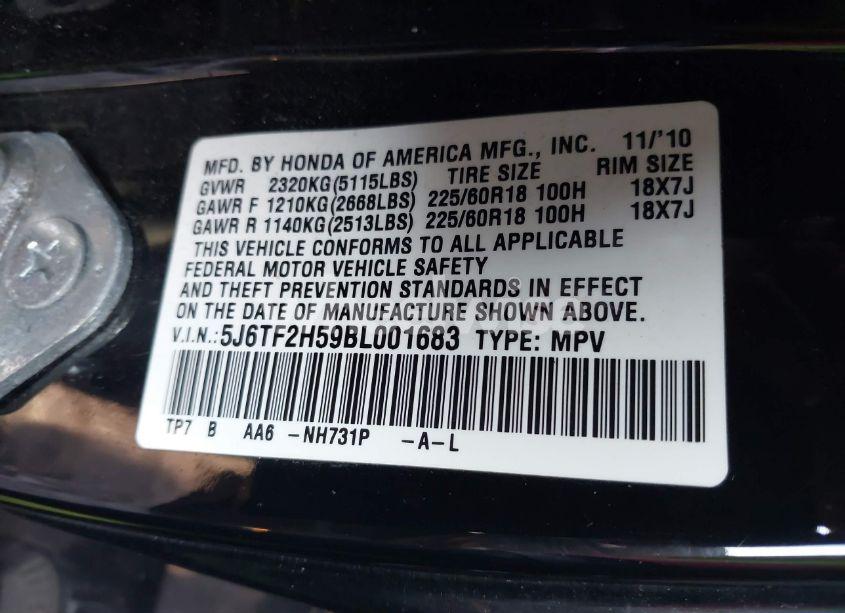 MFD. BY HONDA OF AMERICA MFG., INC. 11/'10
GVWR 2320KG(5115LBS) TIRE SIZE RIM SIZE
GAWR F 1210KG(2668LBS) 225/60R18 100H 18X7J
GAWR R 1140KG(2513LBS) 225/60R18 100H 18X7J
THIS VEHICLE CONFORMS TO ALL APPLICABLE
FEDERAL MOTOR VEHICLE SAFETY
AND THEFT PREVENTION STANDARDS IN EFFECT
ON THE DATE OF MANUFACTURE SHOWN ABOVE.
V.I.N.:5J6TF2H59BL001683 TYPE: MPV
TP7 B AA6 -NH731P -A-L